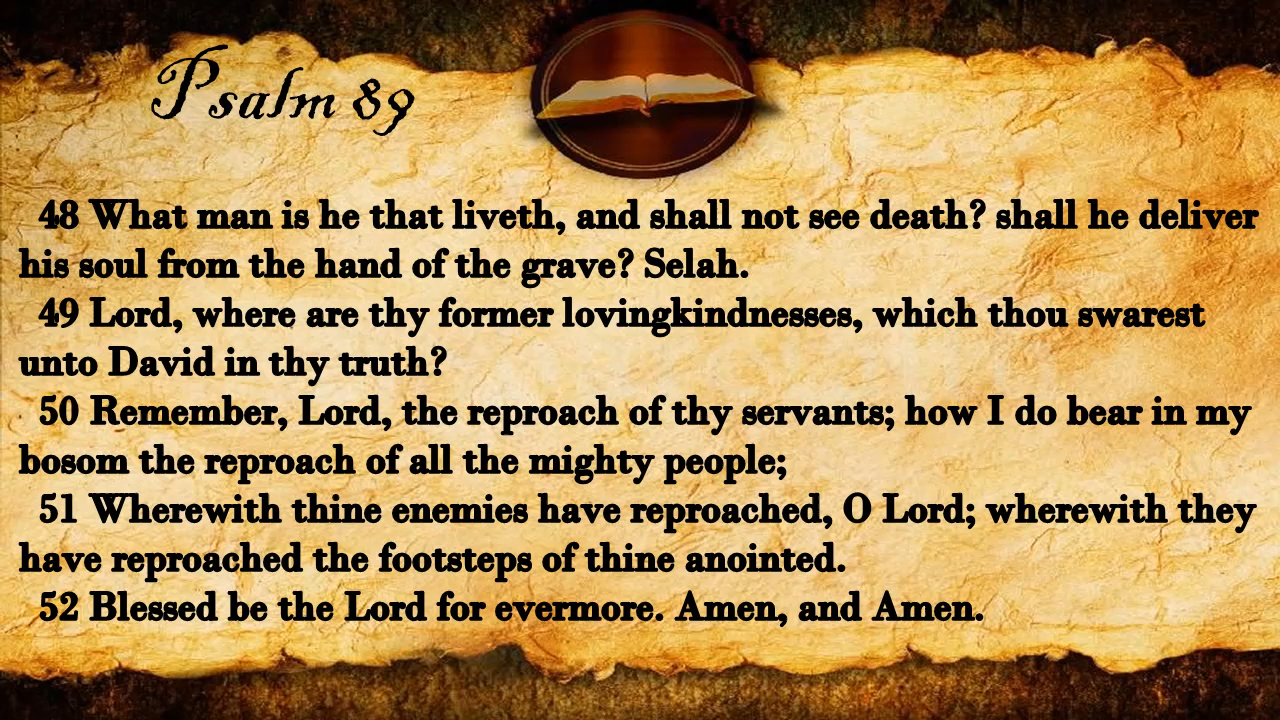 Psalm 89
48 What man is he that liveth, and shall not see death? shall he deliver
his soul from the hand of the grave? Selah.
49 Lord, where are thy former lovingkindnesses, which thou swarest
unto David in thy truth?
50 Remember, Lord, the reproach of thy servants; how I do bear in my
bosom the reproach of all the mighty people;
51 Wherewith thine enemies have reproached, O Lord; wherewith they
have reproached the footsteps of thine anointed.
52 Blessed be the Lord for evermore. Amen, and Amen.